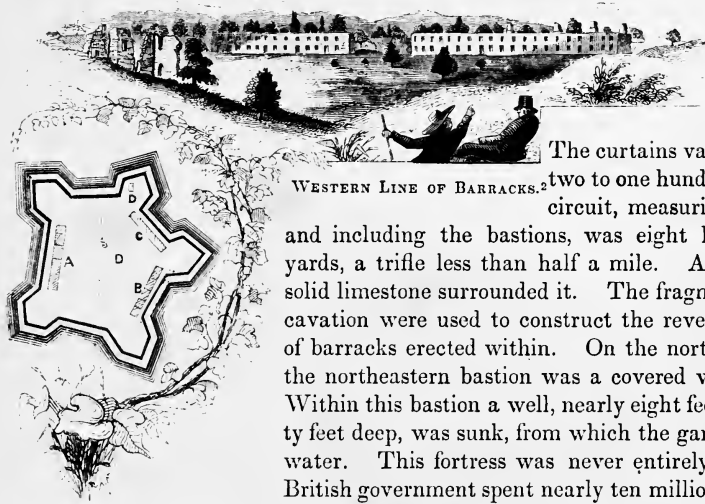 The curtains va
WESTERN LINE OF BARRACKS.² two to one hund
circuit, measuri
and including the bastions, was eight
yards, a trifle less than half a mile. A
solid limestone surrounded it. The fragn
cavation were used to construct the reve
of barracks erected within. On the nort
the northeastern bastion was a covered
Within this bastion a well, nearly eight fee
ty feet deep, was sunk, from which the gar
water. This fortress was never entirely
British government spent nearly ten millio
D
C
A D
B